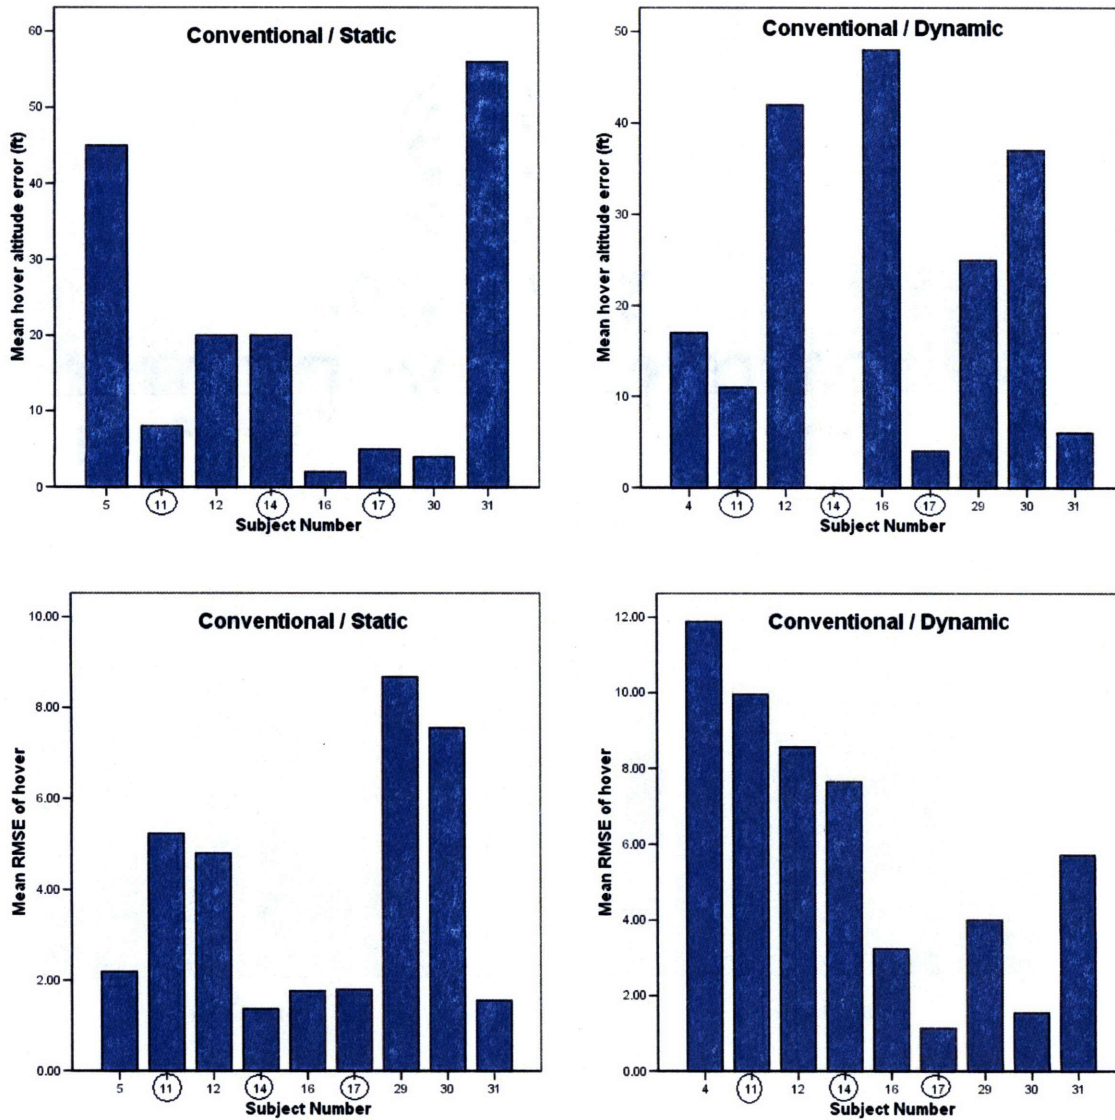 Conventional / Static
Mean hover altitude error (ft)
60
50
40
30
20
10
0
5 11 12 14 16 17 30 31
Subject Number
Conventional / Dynamic
Mean hover altitude error (ft)
50
40
30
20
10
0
4 11 12 14 16 17 29 30 31
Subject Number
Conventional / Static
Mean RMSE of hover
10.00
8.00
6.00
4.00
2.00
0.00
5 11 12 14 16 17 29 30 31
Subject Number
Conventional / Dynamic
Mean RMSE of hover
12.00
10.00
8.00
6.00
4.00
2.00
0.00
4 11 12 14 16 17 29 30 31
Subject Number